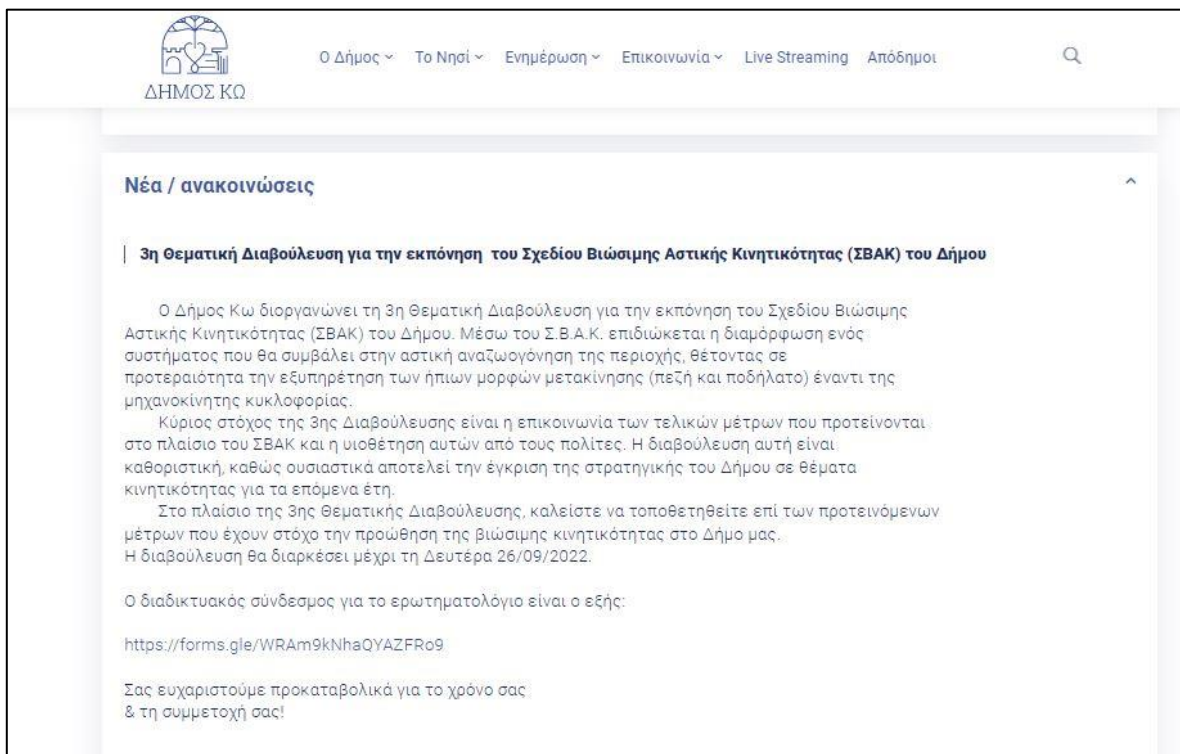 Ο Δήμος Το Νησί Ενημέρωση Επικοινωνία Live Streaming Απόδημοι
ΔΗΜΟΣ ΚΩ
Νέα / ανακοινώσεις
3η Θεματική Διαβούλευση για την εκπόνηση του Σχεδίου Βιώσιμης Αστικής Κινητικότητας (ΣΒΑΚ) του Δήμου
Ο Δήμος Κω διοργανώνει τη 3η Θεματική Διαβούλευση για την εκπόνηση του Σχεδίου Βιώσιμης
Αστικής Κινητικότητας (ΣΒΑΚ) του Δήμου. Μέσω του Σ.Β.Α.Κ. επιδιώκεται η διαμόρφωση ενός
συστήματος που θα συμβάλει στην αστική αναζωογόνηση της περιοχής, θέτοντας σε
προτεραιότητα την εξυπηρέτηση των ήπιων μορφών μετακίνησης (πεζή και ποδήλατο) έναντι της
μηχανοκίνητης κυκλοφορίας.
Κύριος στόχος της 3ης Διαβούλευσης είναι η επικοινωνία των τελικών μέτρων που προτείνονται
στο πλαίσιο του ΣΒΑΚ και η υιοθέτηση αυτών από τους πολίτες. Η διαβούλευση αυτή είναι
καθοριστική, καθώς ουσιαστικά αποτελεί την έγκριση της στρατηγικής του Δήμου σε θέματα
κινητικότητας για τα επόμενα έτη.
Στο πλαίσιο της 3ης Θεματικής Διαβούλευσης, καλείστε να τοποθετηθείτε επί των προτεινόμενων
μέτρων που έχουν στόχο την προώθηση της βιώσιμης κινητικότητας στο Δήμο μας.
Η διαβούλευση θα διαρκέσει μέχρι τη Δευτέρα 26/09/2022.
Ο διαδικτυακός σύνδεσμος για το ερωτηματολόγιο είναι ο εξής:
https://forms.gle/WRAm9kNhaQYAZFRo9
Σας ευχαριστούμε προκαταβολικά για το χρόνο σας
& τη συμμετοχή σας!